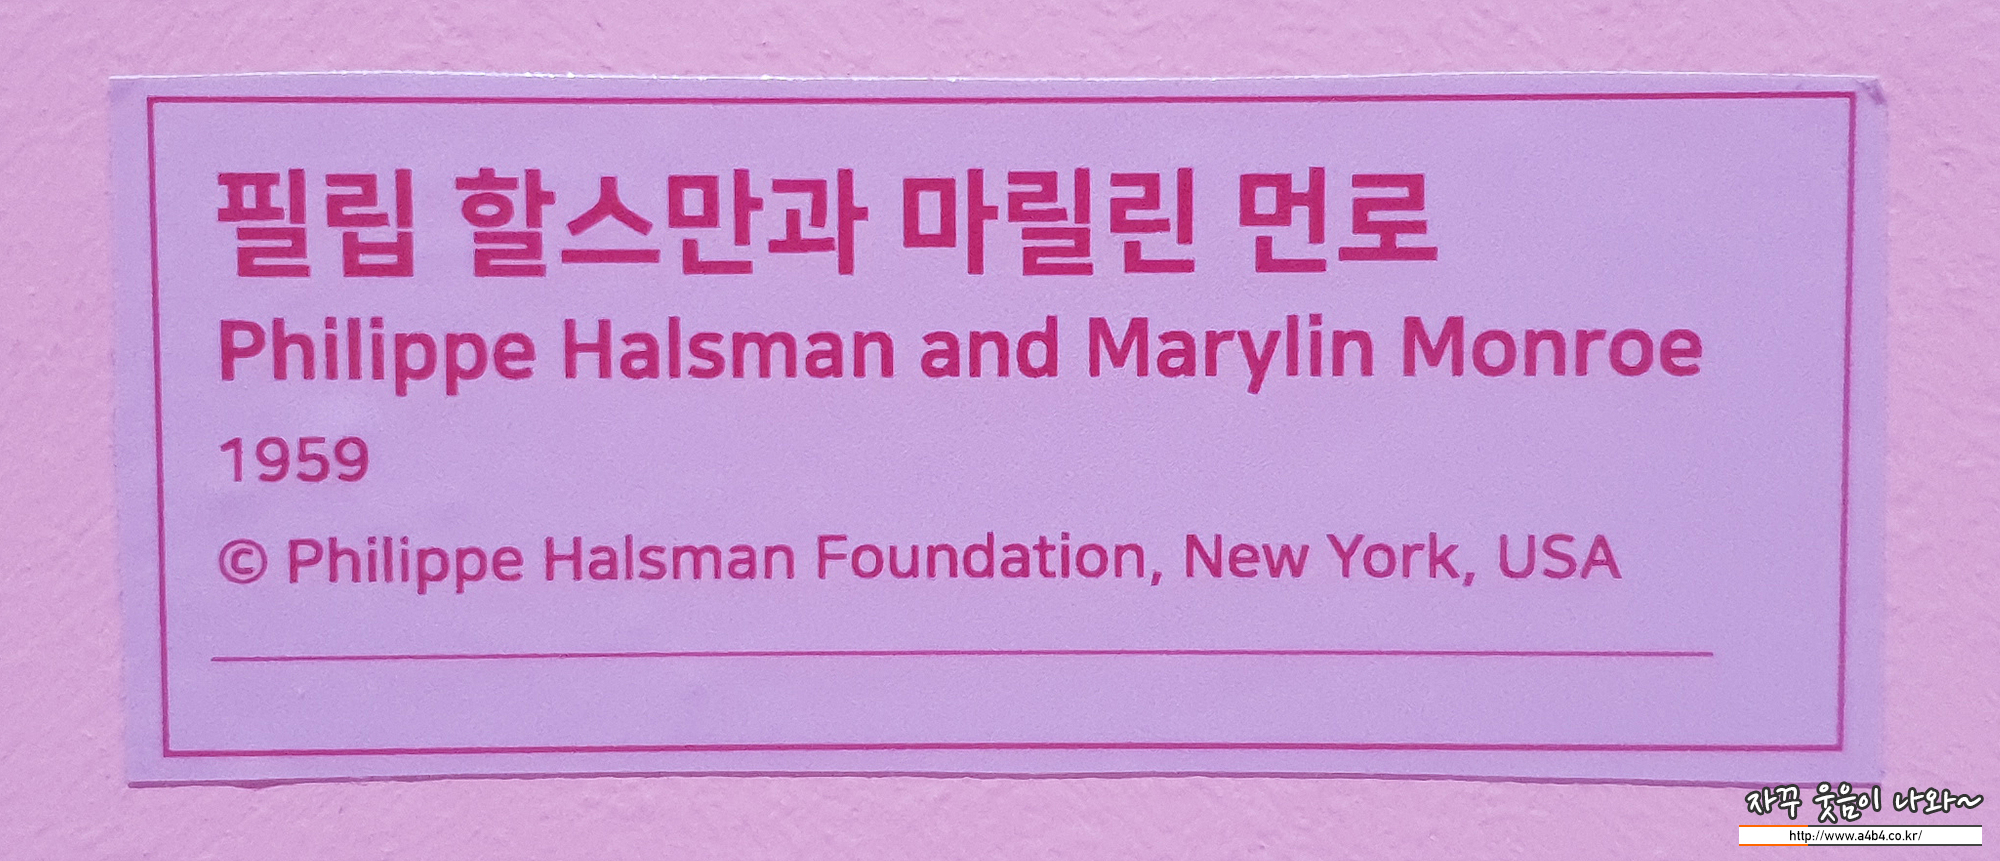 필립 할스만과 마릴린 먼로
Philippe Halsman and Marylin Monroe
1959
© Philippe Halsman Foundation, New York, USA
자꾸 웃음이 나와~
http://www.a4b4.co.kr/